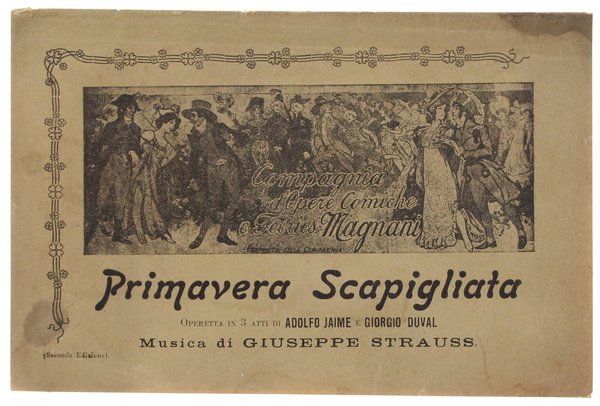 Compagnia
d'Opere Comiche
e Féeries Magnani
PROPRIETÀ DELLA COMPAGNIA
Primavera Scapigliata
OPERETTA IN 3 ATTI DI ADOLFO JAIME E GIORGIO DUVAL
Musica di GIUSEPPE STRAUSS.
(Seconda Edizione).